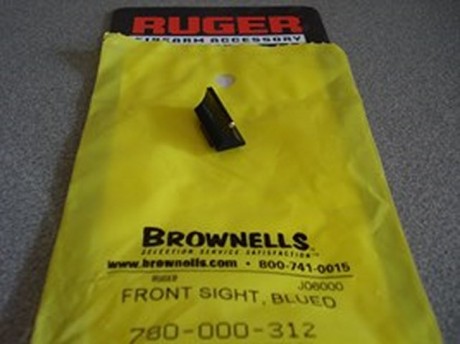 RUGER
FIREARM ACCESSORY
BROWNELLS™
SELECTION SERVICE SATISFACTION
www.brownells.com • 800-741-0015
RUGER J06000
FRONT SIGHT, BLUED
780-000-312